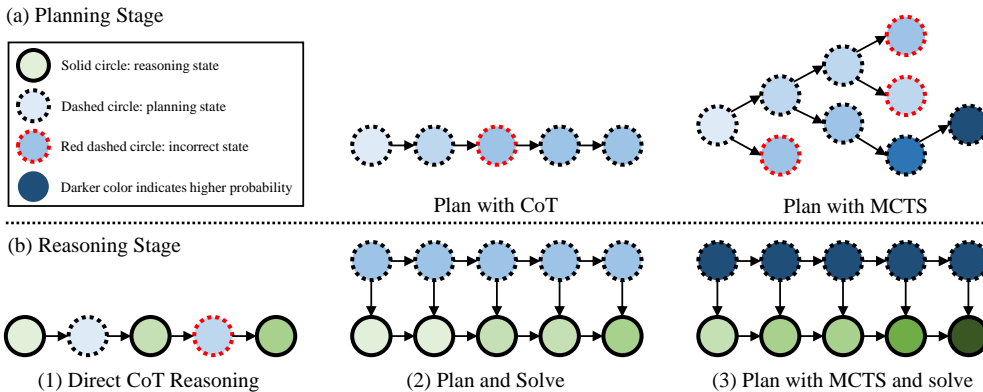 (a) Planning Stage
Solid circle: reasoning state
Dashed circle: planning state
Red dashed circle: incorrect state
Darker color indicates higher probability
Plan with CoT
Plan with MCTS
(b) Reasoning Stage
(1) Direct CoT Reasoning
(2) Plan and Solve
(3) Plan with MCTS and solve